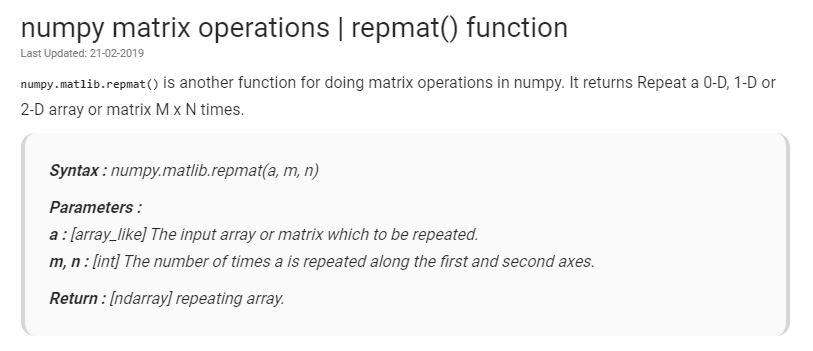 numpy matrix operations | repmat() function
Last Updated: 21-02-2019
numpy.matlib.repmat() is another function for doing matrix operations in numpy. It returns Repeat a 0-D, 1-D or
2-D array or matrix M x N times.
Syntax : numpy.matlib.repmat(a, m, n)
Parameters :
a : [array_like] The input array or matrix which to be repeated.
m, n : [int] The number of times a is repeated along the first and second axes.
Return : [ndarray] repeating array.